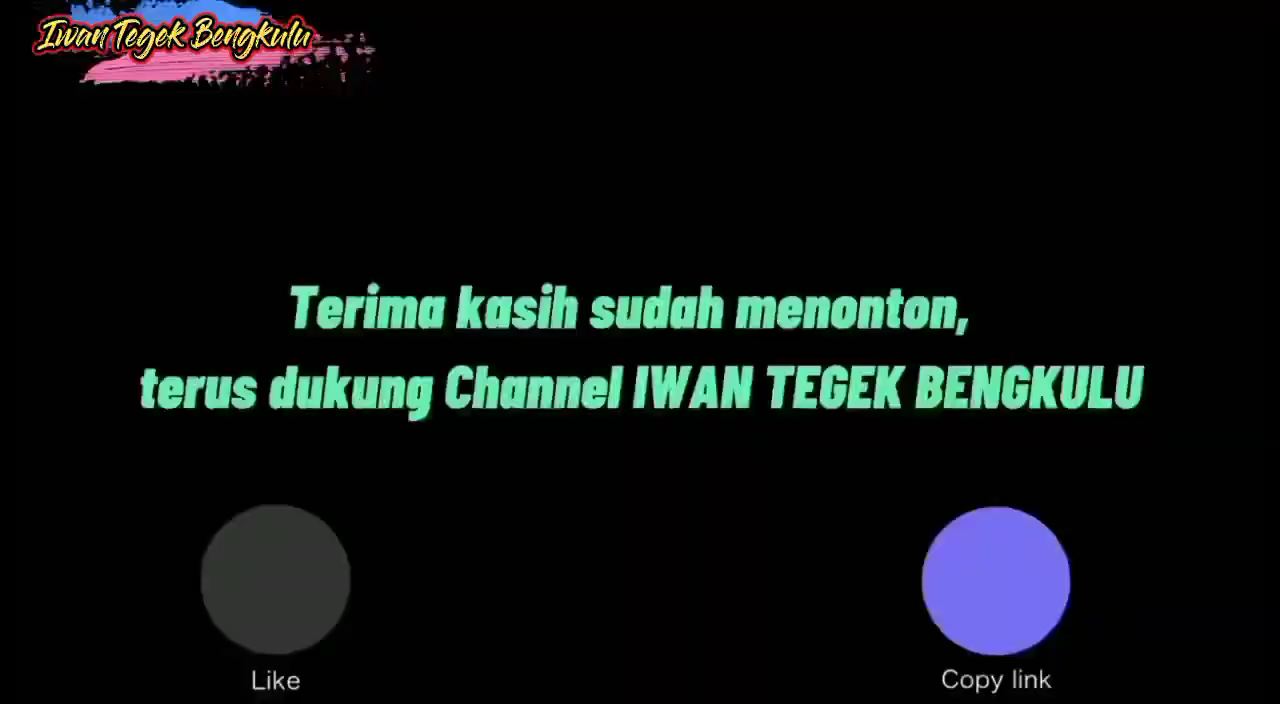 Iwan Tegek Bengkulu
Terima kasih sudah menonton,
terus dukung Channel IWAN TEGEK BENGKULU
Like
Copy link